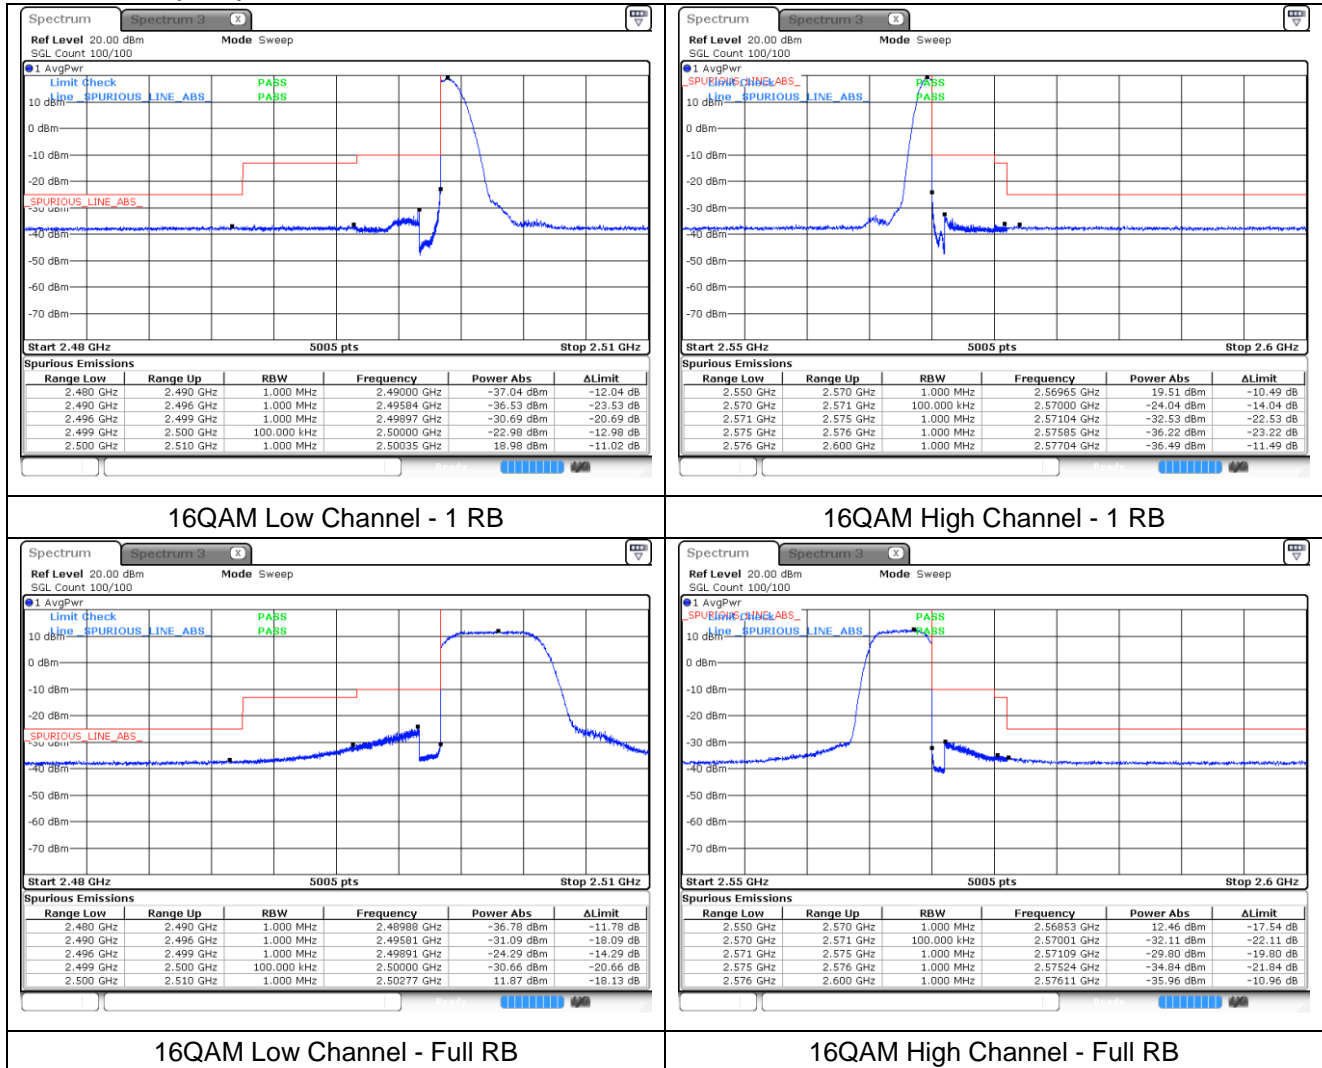 Spectrum Spectrum 3 X
Ref Level 20.00 dBm Mode Sweep
SGL Count 100/100
1 AvgPwr
Limit Check PASS
Line _SPURIOUS_LINE_ABS_ PASS
10 dBm
0 dBm
-10 dBm
-20 dBm
_SPURIOUS_LINE_ABS_
-30 dBm
-40 dBm
-50 dBm
-60 dBm
-70 dBm
Start 2.48 GHz 5005 pts Stop 2.51 GHz
Spurious Emissions
Range Low Range Up RBW Frequency Power Abs ΔLimit
2.480 GHz 2.490 GHz 1.000 MHz 2.49000 GHz -37.04 dBm -12.04 dB
2.490 GHz 2.496 GHz 1.000 MHz 2.49584 GHz -36.53 dBm -23.53 dB
2.496 GHz 2.499 GHz 1.000 MHz 2.49897 GHz -30.69 dBm -20.69 dB
2.499 GHz 2.500 GHz 100.000 kHz 2.50000 GHz -22.98 dBm -12.98 dB
2.500 GHz 2.510 GHz 1.000 MHz 2.50035 GHz 18.98 dBm -11.02 dB
Ready
16QAM Low Channel - 1 RB
Spectrum Spectrum 3 X
Ref Level 20.00 dBm Mode Sweep
SGL Count 100/100
1 AvgPwr
_SPURIOUS_LINE_ABS_
Limit Check PASS
Line _SPURIOUS_LINE_ABS_ PASS
10 dBm
0 dBm
-10 dBm
-20 dBm
-30 dBm
-40 dBm
-50 dBm
-60 dBm
-70 dBm
Start 2.55 GHz 5005 pts Stop 2.6 GHz
Spurious Emissions
Range Low Range Up RBW Frequency Power Abs ΔLimit
2.550 GHz 2.570 GHz 1.000 MHz 2.56965 GHz 19.51 dBm -10.49 dB
2.570 GHz 2.571 GHz 100.000 kHz 2.57000 GHz -24.04 dBm -14.04 dB
2.571 GHz 2.575 GHz 1.000 MHz 2.57104 GHz -32.53 dBm -22.53 dB
2.575 GHz 2.576 GHz 1.000 MHz 2.57585 GHz -36.22 dBm -23.22 dB
2.576 GHz 2.600 GHz 1.000 MHz 2.57704 GHz -36.49 dBm -11.49 dB
Ready
16QAM High Channel - 1 RB
Spectrum Spectrum 3 X
Ref Level 20.00 dBm Mode Sweep
SGL Count 100/100
1 AvgPwr
Limit Check PASS
Line _SPURIOUS_LINE_ABS_ PASS
10 dBm
0 dBm
-10 dBm
-20 dBm
_SPURIOUS_LINE_ABS_
-30 dBm
-40 dBm
-50 dBm
-60 dBm
-70 dBm
Start 2.48 GHz 5005 pts Stop 2.51 GHz
Spurious Emissions
Range Low Range Up RBW Frequency Power Abs ΔLimit
2.480 GHz 2.490 GHz 1.000 MHz 2.48988 GHz -36.78 dBm -11.78 dB
2.490 GHz 2.496 GHz 1.000 MHz 2.49581 GHz -31.09 dBm -18.09 dB
2.496 GHz 2.499 GHz 1.000 MHz 2.49891 GHz -24.29 dBm -14.29 dB
2.499 GHz 2.500 GHz 100.000 kHz 2.50000 GHz -30.66 dBm -20.66 dB
2.500 GHz 2.510 GHz 1.000 MHz 2.50277 GHz 11.87 dBm -18.13 dB
Ready
16QAM Low Channel - Full RB
Spectrum Spectrum 3 X
Ref Level 20.00 dBm Mode Sweep
SGL Count 100/100
1 AvgPwr
_SPURIOUS_LINE_ABS_
Limit Check PASS
Line _SPURIOUS_LINE_ABS_ PASS
10 dBm
0 dBm
-10 dBm
-20 dBm
-30 dBm
-40 dBm
-50 dBm
-60 dBm
-70 dBm
Start 2.55 GHz 5005 pts Stop 2.6 GHz
Spurious Emissions
Range Low Range Up RBW Frequency Power Abs ΔLimit
2.550 GHz 2.570 GHz 1.000 MHz 2.56853 GHz 12.46 dBm -17.54 dB
2.570 GHz 2.571 GHz 100.000 kHz 2.57001 GHz -32.11 dBm -22.11 dB
2.571 GHz 2.575 GHz 1.000 MHz 2.57109 GHz -29.80 dBm -19.80 dB
2.575 GHz 2.576 GHz 1.000 MHz 2.57524 GHz -34.84 dBm -21.84 dB
2.576 GHz 2.600 GHz 1.000 MHz 2.57611 GHz -35.96 dBm -10.96 dB
Ready
16QAM High Channel - Full RB